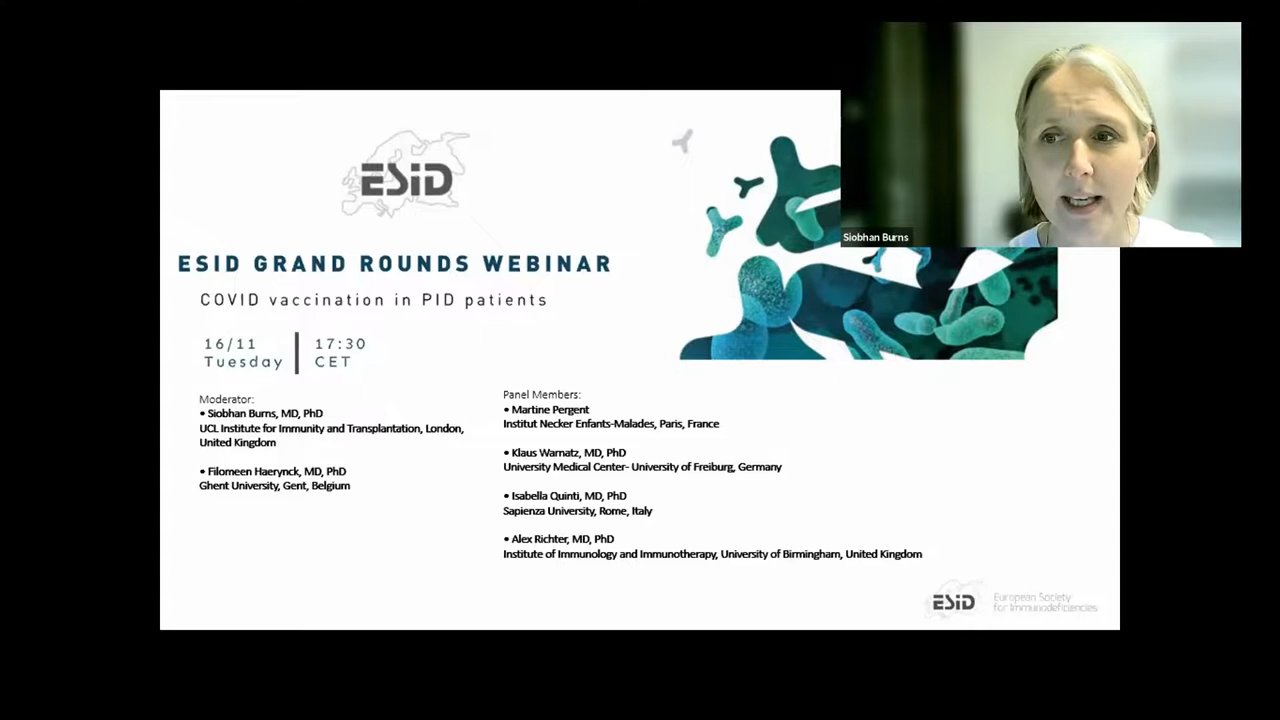 ESiD
ESID GRAND ROUNDS WEBINAR
COVID vaccination in PID patients
16/11
Tuesday
17:30
CET
Moderator:
• Siobhan Burns, MD, PhD
UCL Institute for Immunity and Transplantation, London,
United Kingdom
• Filomeen Haerynck, MD, PhD
Ghent University, Gent, Belgium
Panel Members:
• Martine Pergent
Institut Necker Enfants-Malades, Paris, France
• Klaus Warnatz, MD, PhD
University Medical Center- University of Freiburg, Germany
• Isabella Quinti, MD, PhD
Sapienza University, Rome, Italy
• Alex Richter, MD, PhD
Institute of Immunology and Immunotherapy, University of Birmingham, United Kingdom
Siobhan Burns
ESiD
European Society
for Immunodeficiencies